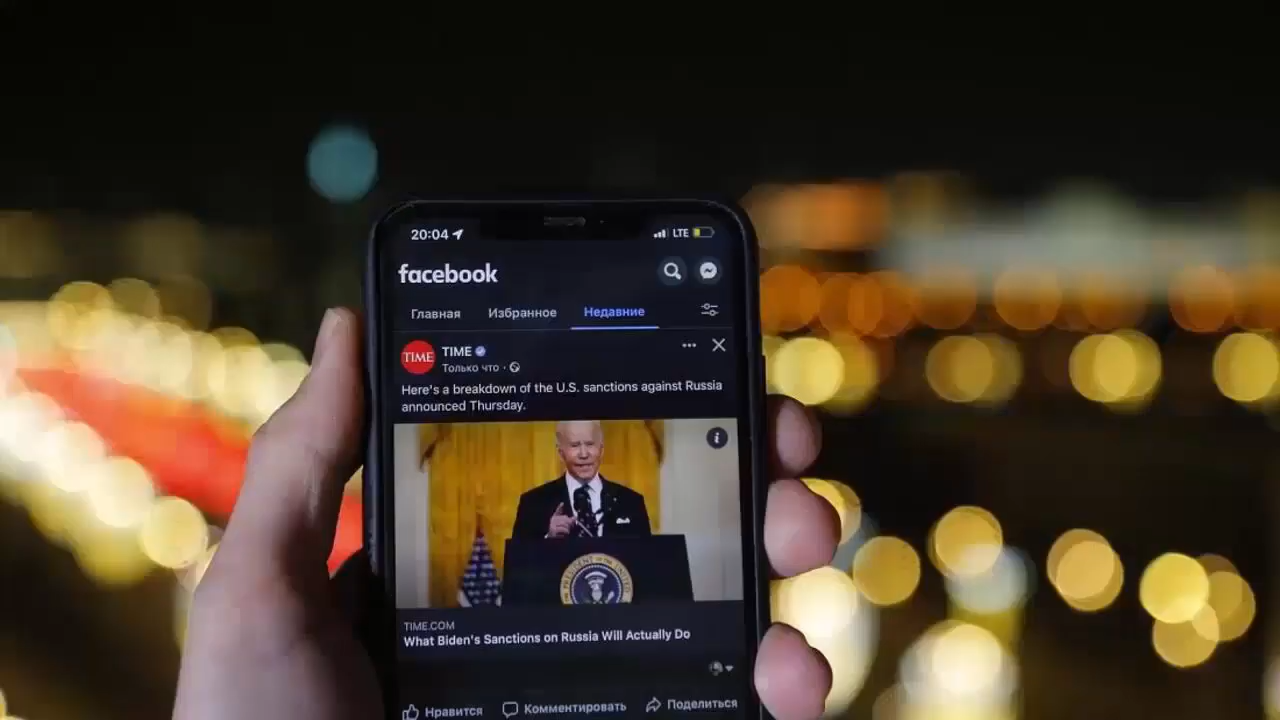 20:04
LTE
facebook
Главная Избранное Недавние
TIME
TIME
Только что ·
Here's a breakdown of the U.S. sanctions against Russia
announced Thursday.
TIME.COM
What Biden's Sanctions on Russia Will Actually Do
Нравится Комментировать Поделиться